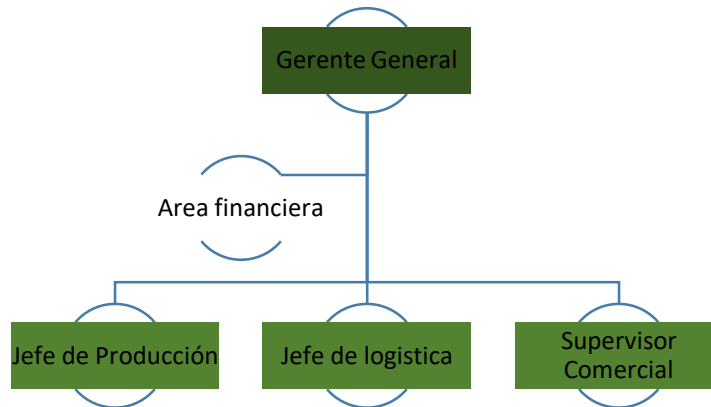 Gerente General
Area financiera
Jefe de Producción
Jefe de logistica
Supervisor
Comercial